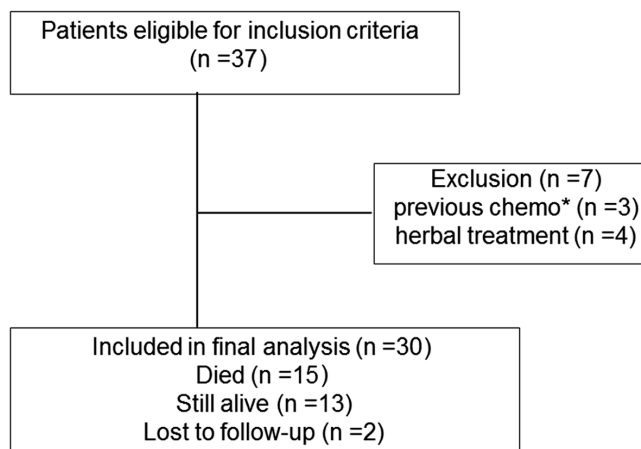 Patients eligible for inclusion criteria
(n =37)
Exclusion (n =7)
previous chemo* (n =3)
herbal treatment (n =4)
Included in final analysis (n =30)
Died (n =15)
Still alive (n =13)
Lost to follow-up (n =2)